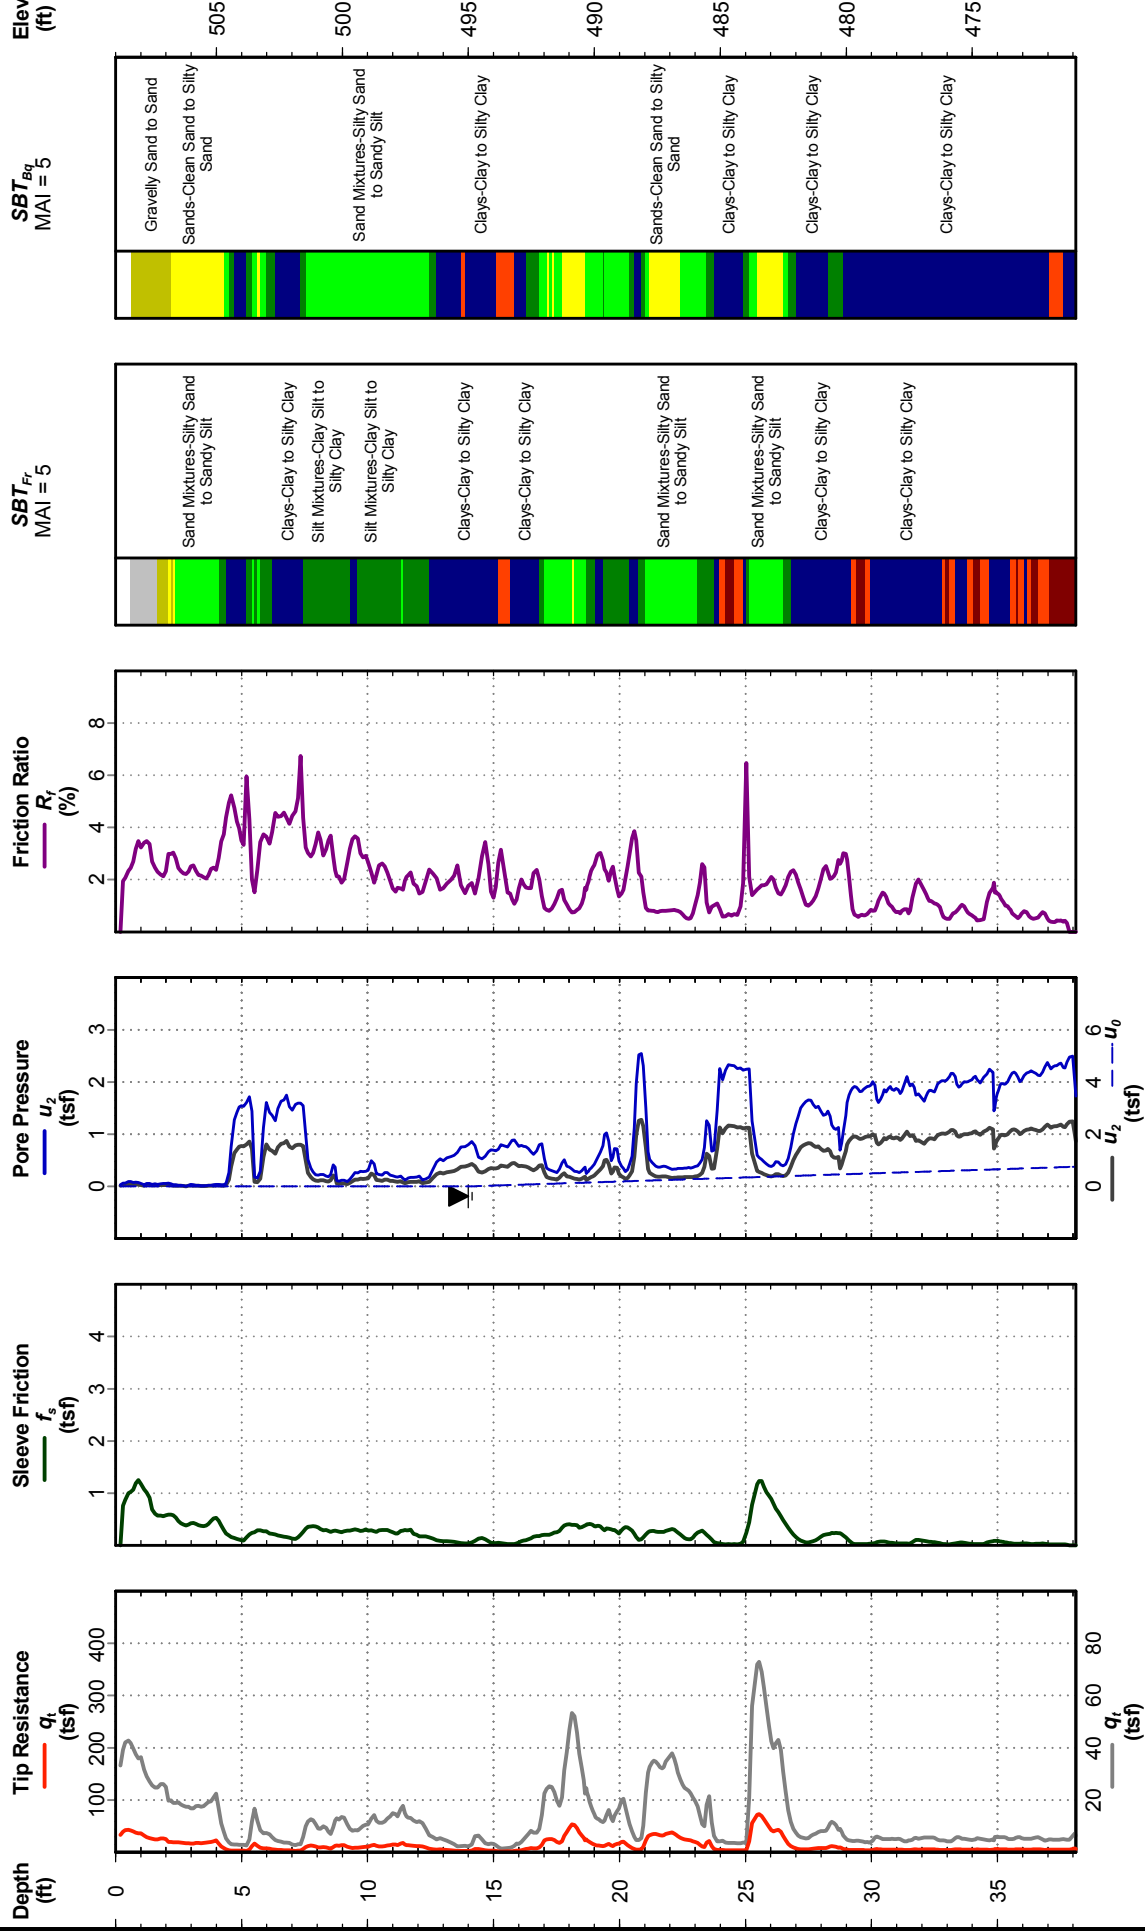 Depth
(ft)
0
5
10
15
20
25
30
35
Tip Resistance
qt
(tsf)
100
200
300
400
20
40
60
80
qt
(tsf)
Sleeve Friction
fs
(tsf)
1
2
3
4
Pore Pressure
u2
(tsf)
0
1
2
3
0
2
4
6
u2
u0
(tsf)
Friction Ratio
Rf
(%)
2
4
6
8
SBTFr
MAI = 5
Sand Mixtures-Silty Sand
to Sandy Silt
Clays-Clay to Silty Clay
Silt Mixtures-Clay Silt to
Silty Clay
Silt Mixtures-Clay Silt to
Silty Clay
Clays-Clay to Silty Clay
Clays-Clay to Silty Clay
Sand Mixtures-Silty Sand
to Sandy Silt
Sand Mixtures-Silty Sand
to Sandy Silt
Clays-Clay to Silty Clay
Clays-Clay to Silty Clay
SBTBq
MAI = 5
Gravelly Sand to Sand
Sands-Clean Sand to Silty
Sand
Sand Mixtures-Silty Sand
to Sandy Silt
Clays-Clay to Silty Clay
Sands-Clean Sand to Silty
Sand
Clays-Clay to Silty Clay
Clays-Clay to Silty Clay
Clays-Clay to Silty Clay
Elev
(ft)
505
500
495
490
485
480
475